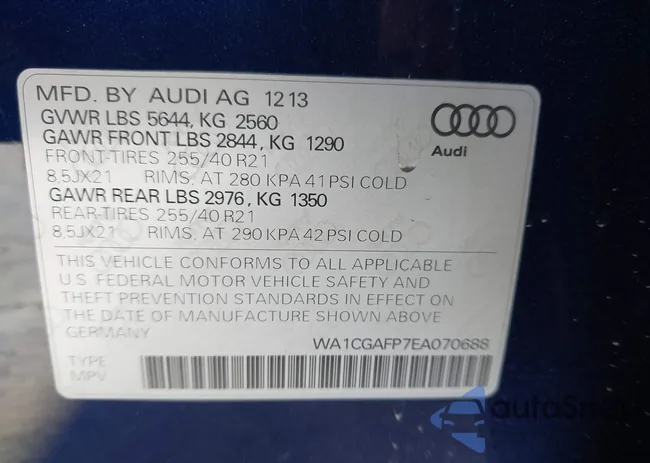 MFD. BY AUDI AG 12 13
GVWR LBS 5644, KG 2560
GAWR FRONT LBS 2844, KG 1290
FRONT-TIRES 255/40 R21
8,5JX21 RIMS, AT 280 KPA 41 PSI COLD
GAWR REAR LBS 2976, KG 1350
REAR-TIRES 255/40 R21
8,5JX21 RIMS, AT 290 KPA 42 PSI COLD
Audi
THIS VEHICLE CONFORMS TO ALL APPLICABLE
U.S. FEDERAL MOTOR VEHICLE SAFETY AND
THEFT PREVENTION STANDARDS IN EFFECT ON
THE DATE OF MANUFACTURE SHOWN ABOVE
GERMANY
WA1CGAFP7EA070688
TYPE
MPV